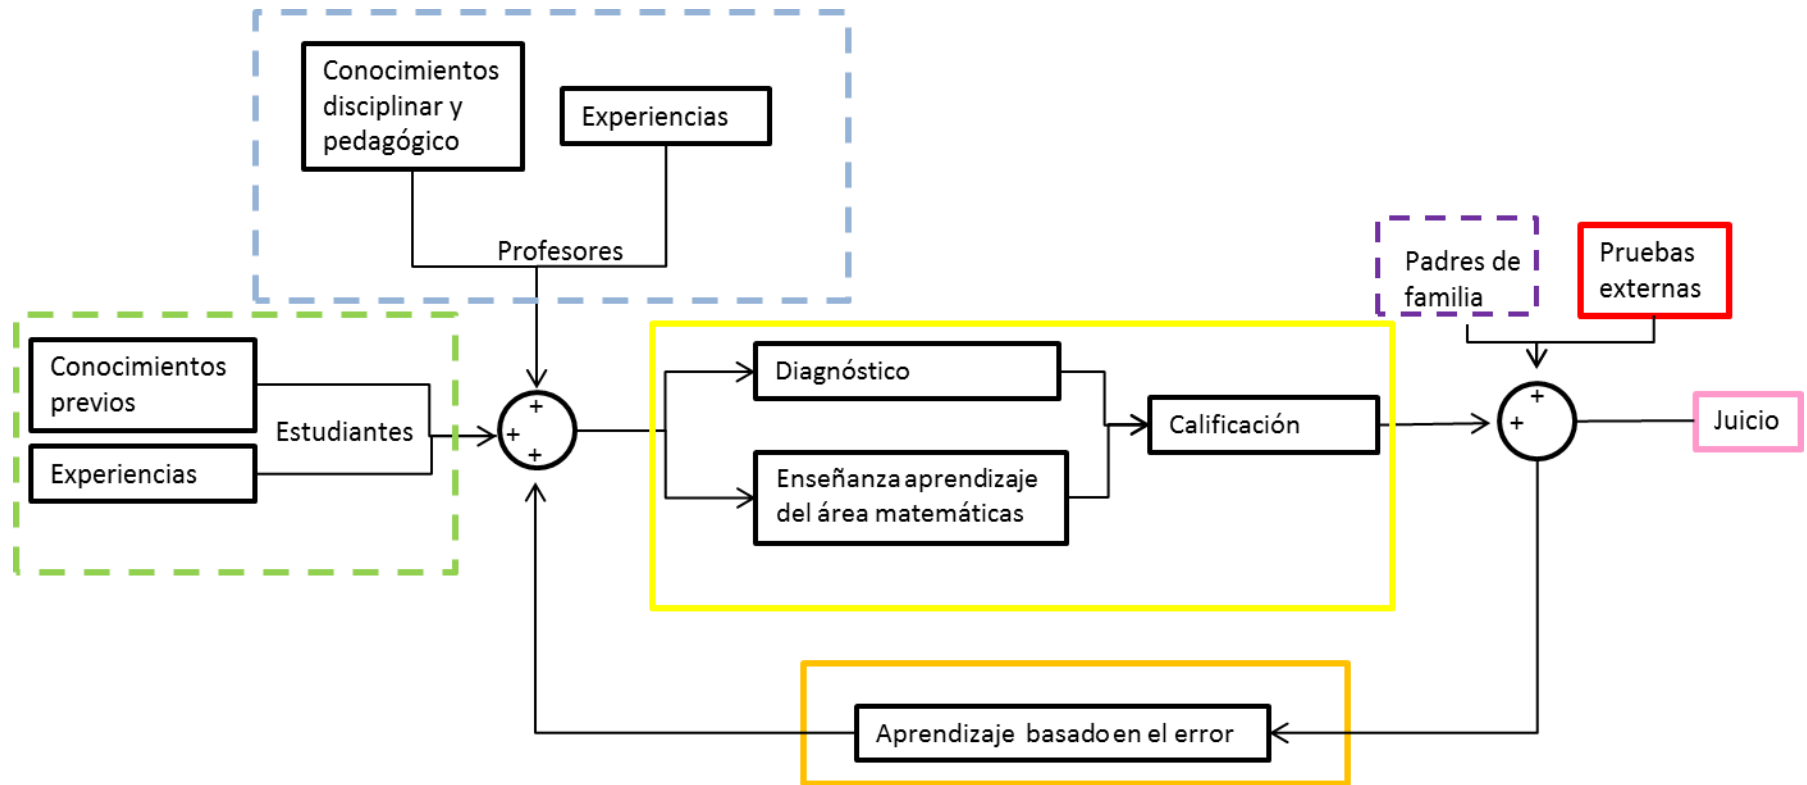 Conocimientos
disciplinar y
pedagógico
Experiencias
Profesores
Padres de
familia
Pruebas
externas
Conocimientos
previos
Estudiantes
Experiencias
+
+
+
Diagnóstico
Enseñanza aprendizaje
del área matemáticas
Calificación
+
+
Juicio
Aprendizaje basado en el error